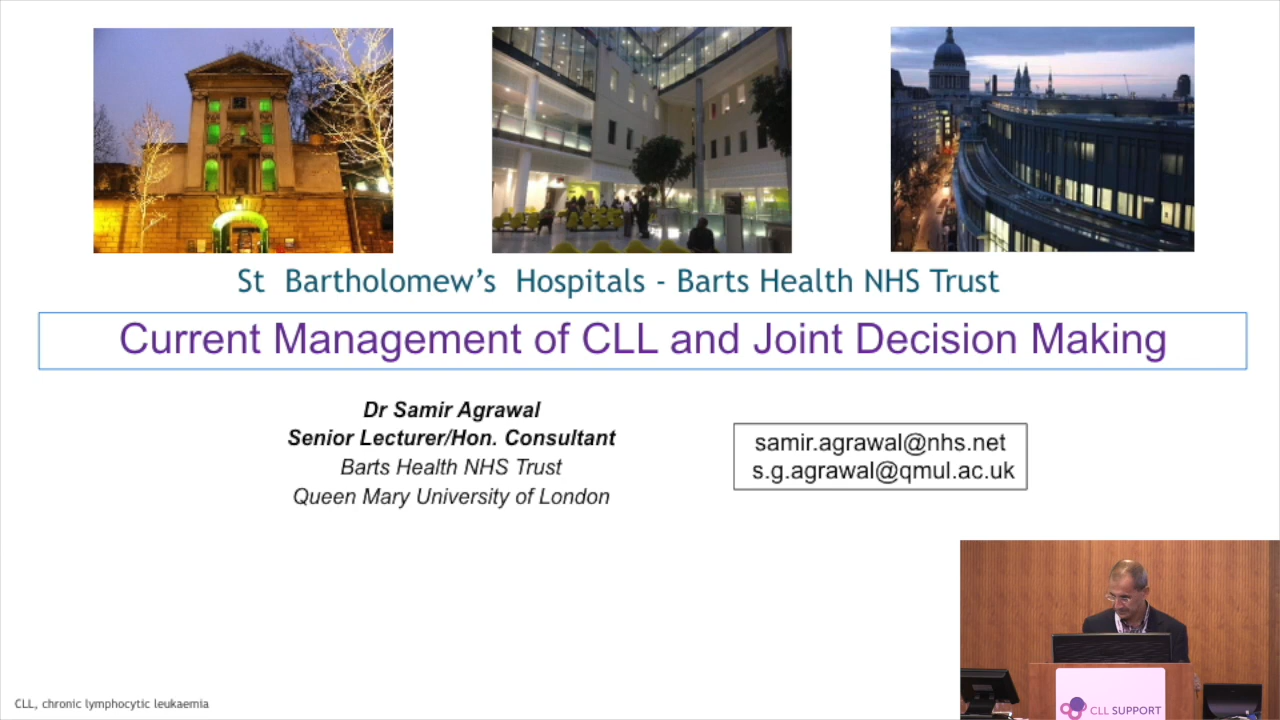 St Bartholomew's Hospitals - Barts Health NHS Trust
Current Management of CLL and Joint Decision Making
Dr Samir Agrawal
Senior Lecturer/Hon. Consultant
Barts Health NHS Trust
Queen Mary University of London
samir.agrawal@nhs.net
s.g.agrawal@qmul.ac.uk
CLL SUPPORT
CLL, chronic lymphocytic leukaemia